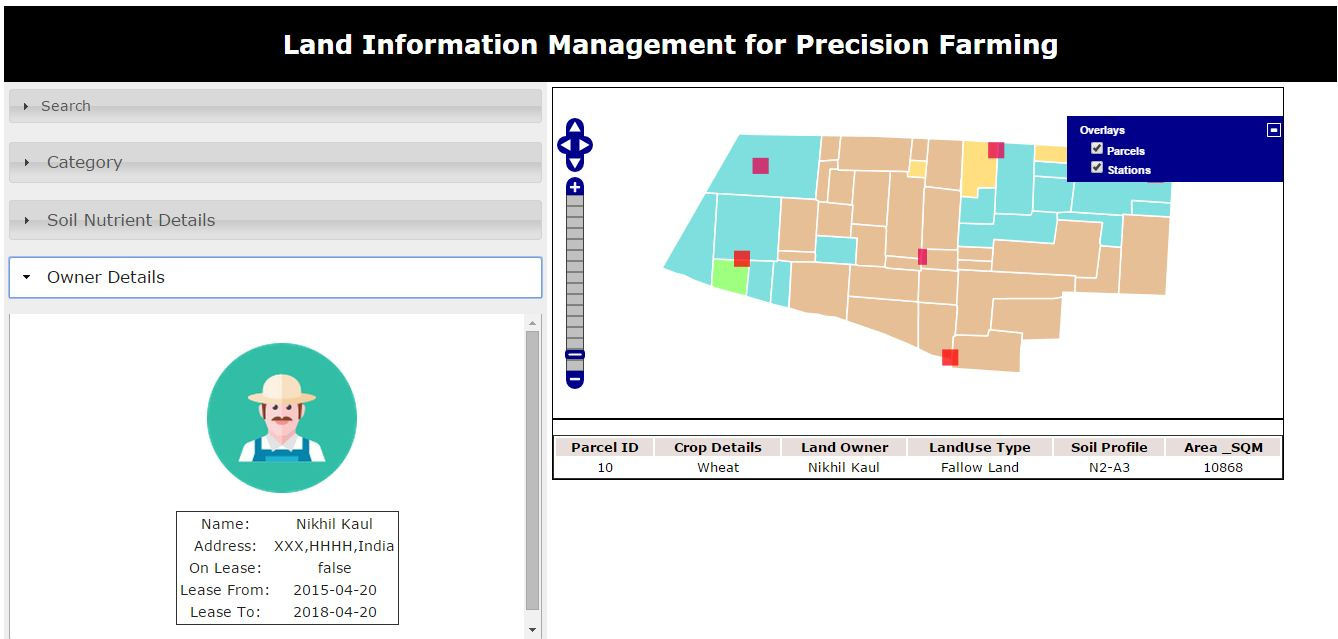 Land Information Management for Precision Farming
Search
Category
Soil Nutrient Details
Owner Details
Name: Nikhil Kaul
Address: XXX,HHHH,India
On Lease: false
Lease From: 2015-04-20
Lease To: 2018-04-20
Overlays
Parcels
Stations
Parcel ID Crop Details Land Owner LandUse Type Soil Profile Area _SQM
10 Wheat Nikhil Kaul Fallow Land N2-A3 10868